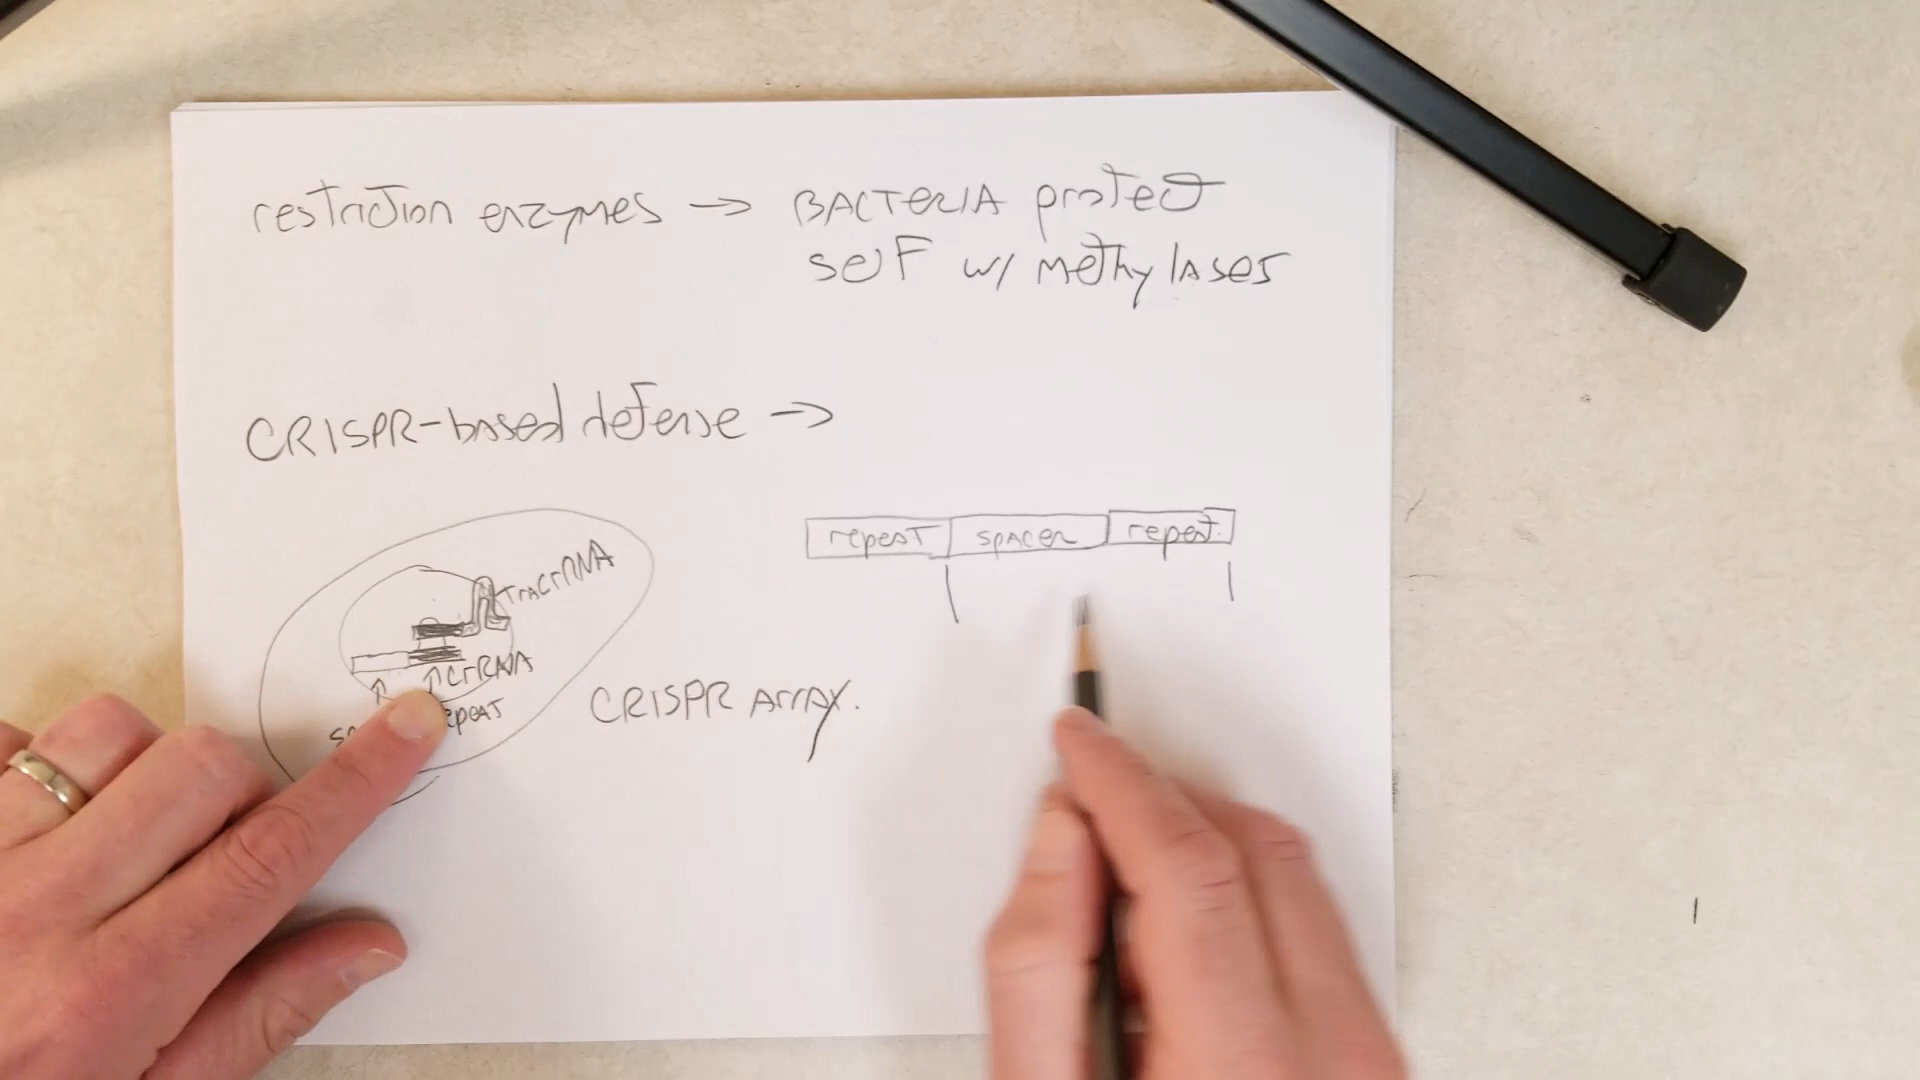 restriction enzymes → BACTERIA protect
self w/ methylases
CRISPR-based defense →
repeat spacer repeat
tracrRNA
crRNA
repeat
CRISPR ARRAY.